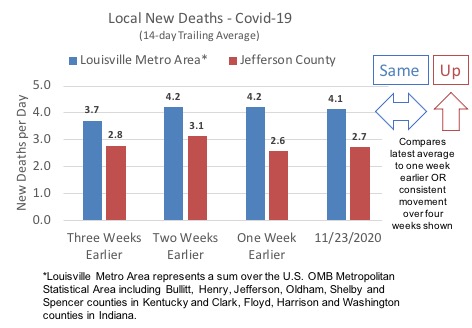 Local New Deaths - Covid-19
(14-day Trailing Average)
Louisville Metro Area* Jefferson County
Same Up
New Deaths per Day
5.0
4.0
3.0
2.0
1.0
0.0
3.7 2.8
4.2 3.1
4.2 2.6
4.1 2.7
Three Weeks
Earlier
Two Weeks
Earlier
One Week
Earlier
11/23/2020
Compares
latest average
to one week
earlier OR
consistent
movement
over four
weeks shown
*Louisville Metro Area represents a sum over the U.S. OMB Metropolitan
Statistical Area including Bullitt, Henry, Jefferson, Oldham, Shelby and
Spencer counties in Kentucky and Clark, Floyd, Harrison and Washington
counties in Indiana.